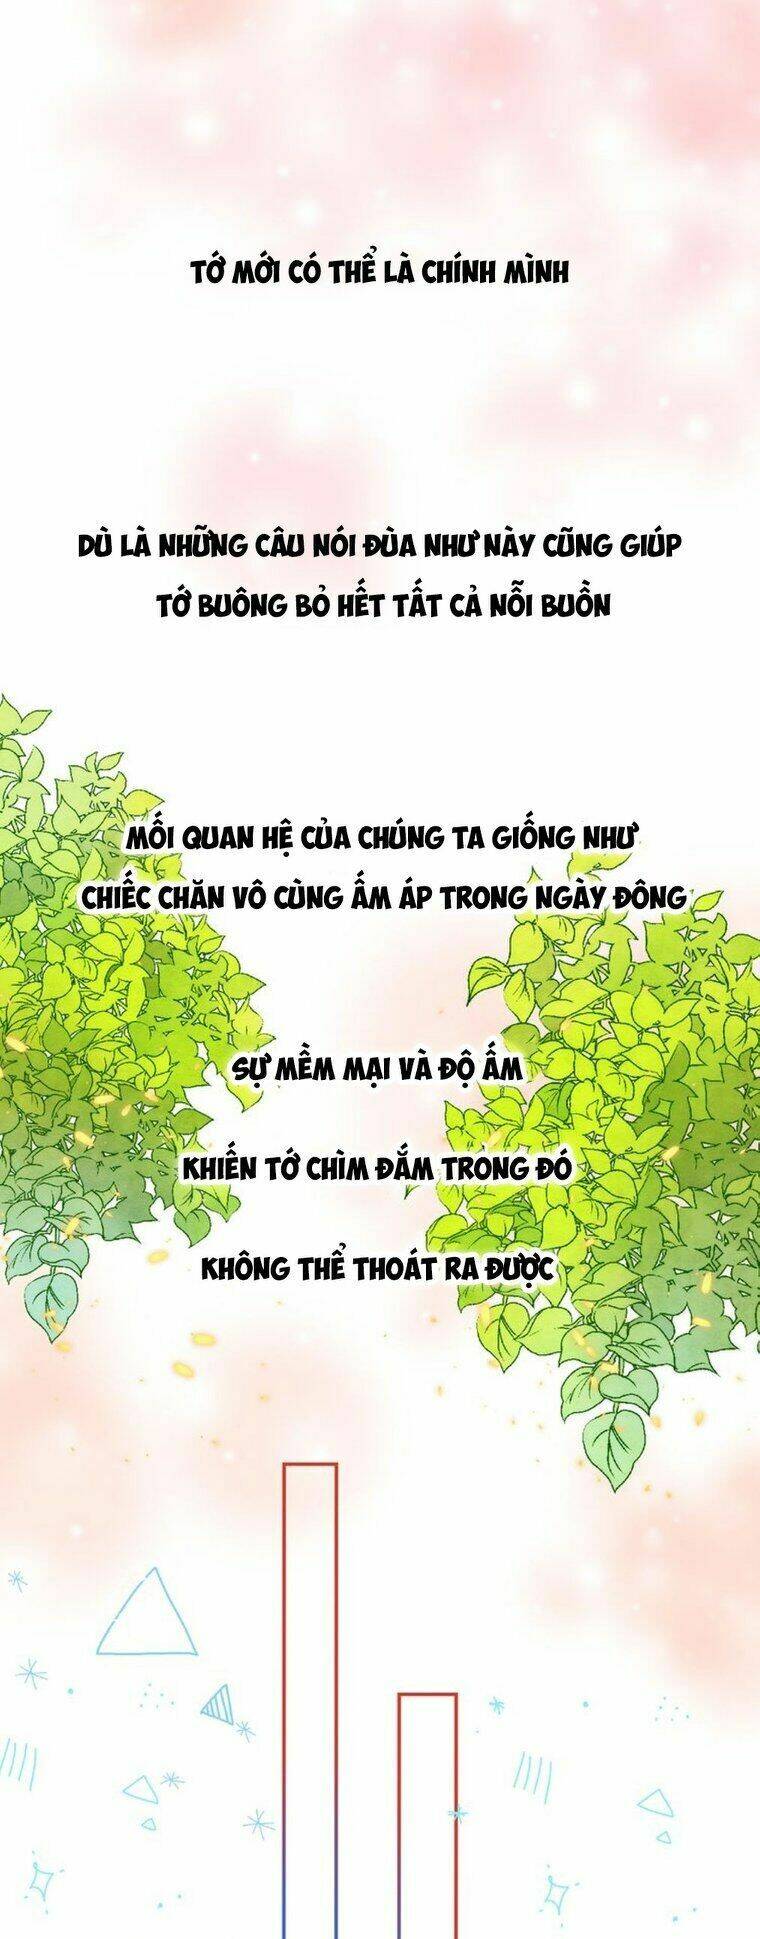 TỚ MỚI CÓ THỂ LÀ CHÍNH MÌNH
DÙ LÀ NHỮNG CÂU NÓI ĐÙA NHƯ NÀY CŨNG GIÚP
TỚ BUÔNG BỎ HẾT TẤT CẢ NỖI BUỒN
MỐI QUAN HỆ CỦA CHÚNG TA GIỐNG NHƯ
CHIẾC CHĂN VÔ CÙNG ẤM ÁP TRONG NGÀY ĐÔNG
SỰ MỀM MẠI VÀ ĐỘ ẤM
KHIẾN TỚ CHÌM ĐẮM TRONG ĐÓ
KHÔNG THỂ THOÁT RA ĐƯỢC